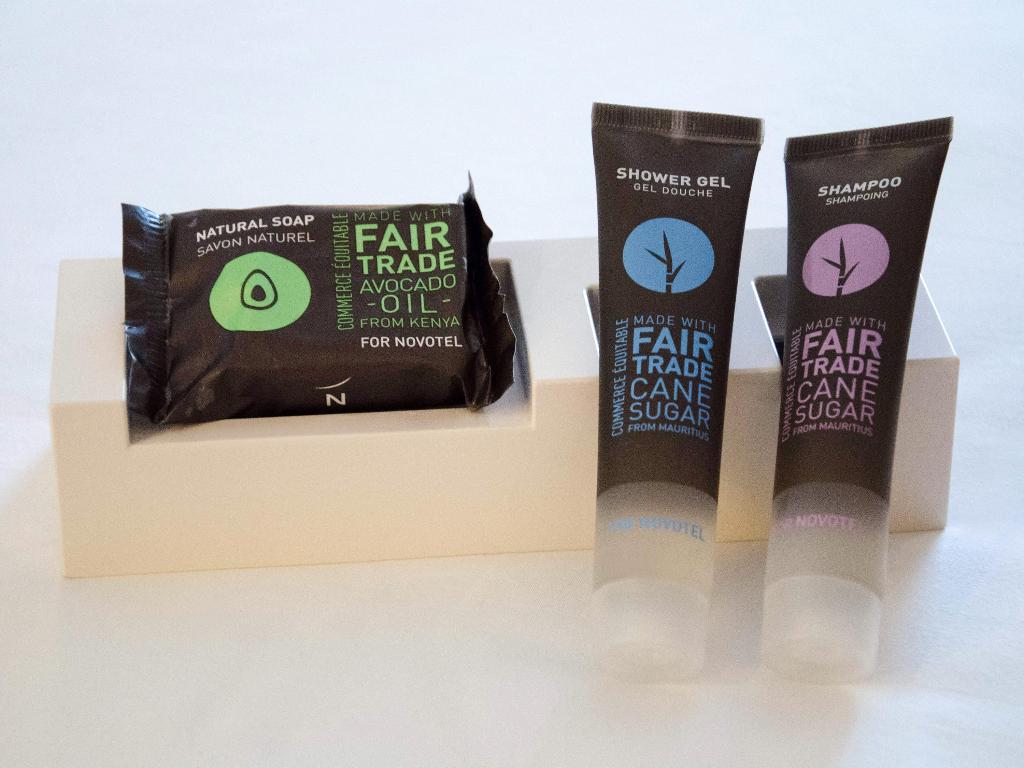 NATURAL SOAP
SAVON NATUREL
COMMERCE ÉQUITABLE
MADE WITH
FAIR
TRADE
AVOCADO
- OIL -
FROM KENYA
FOR NOVOTEL
N
SHOWER GEL
GEL DOUCHE
COMMERCE ÉQUITABLE
MADE WITH
FAIR
TRADE
CANE
SUGAR
FROM MAURITIUS
FOR NOVOTEL
SHAMPOO
SHAMPOING
COMMERCE ÉQUITABLE
MADE WITH
FAIR
TRADE
CANE
SUGAR
FROM MAURITIUS
FOR NOVOTEL